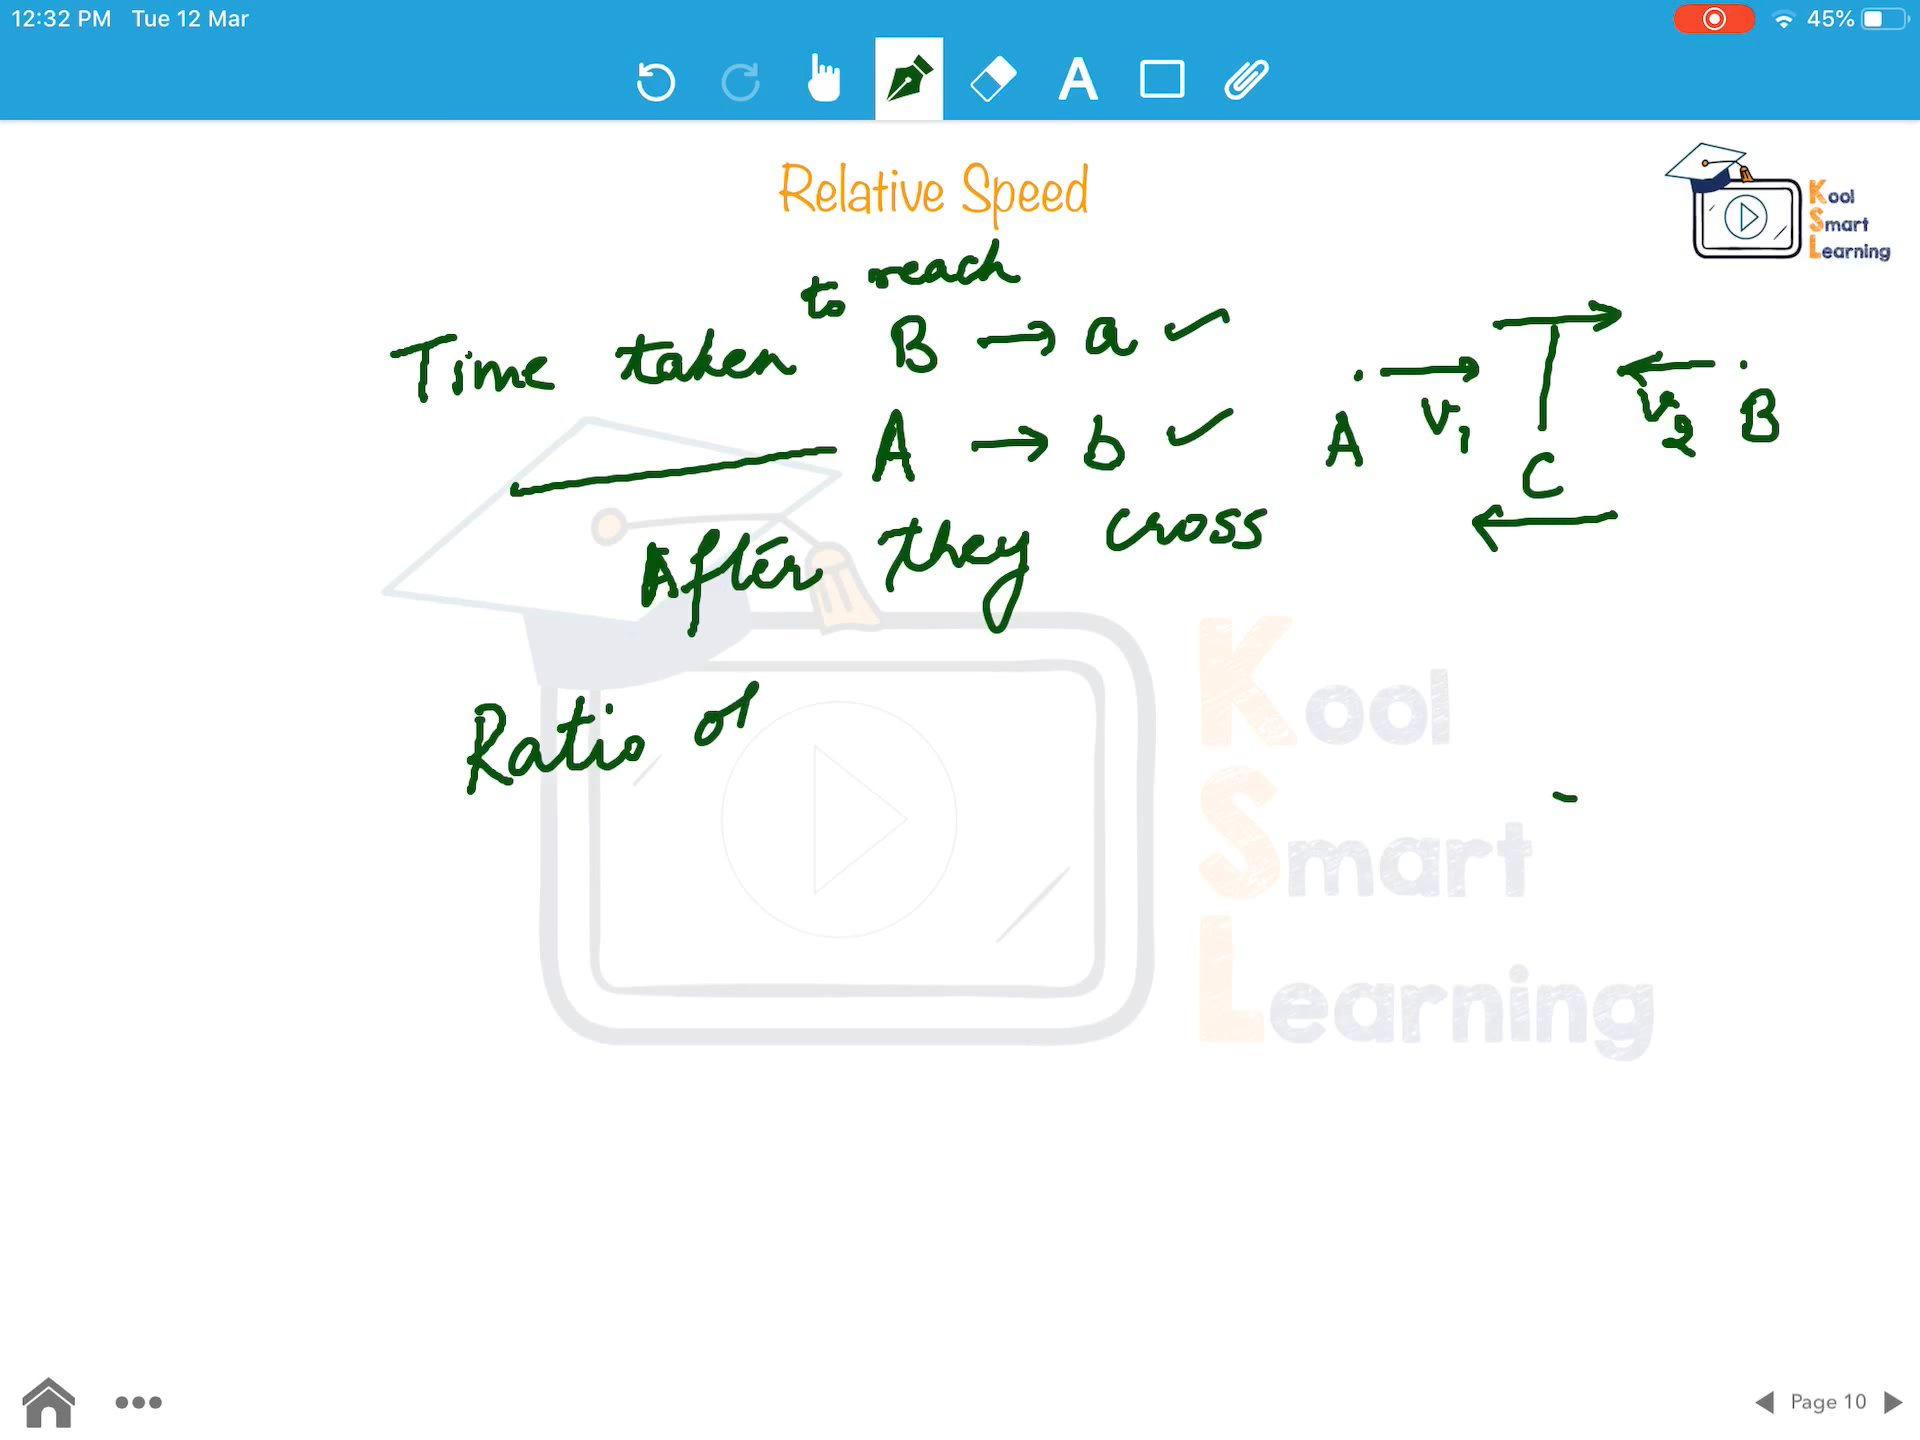 12:32 PM Tue 12 Mar
45%
A
Relative Speed
Kool
Smart
Learning
to reach
Time taken B → a ✓
A → b ✓
After they cross
A V₁ C V₂ B
Ratio of
Kool
Smart
Learning
Page 10